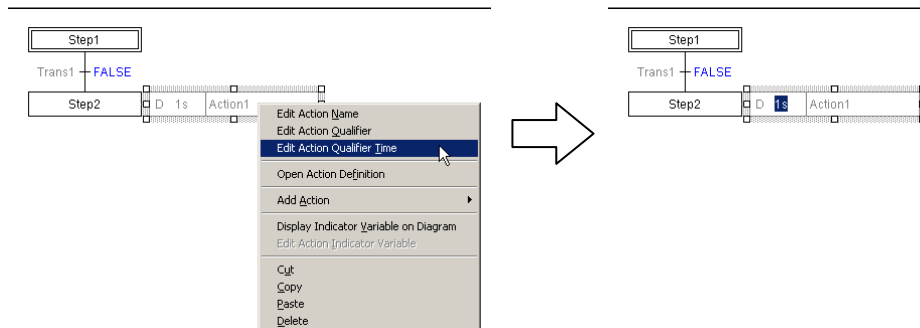 Step1
Trans1 FALSE
Step2 D 1s Action1
Edit Action Name
Edit Action Qualifier
Edit Action Qualifier Time
Open Action Definition
Add Action
Display Indicator Variable on Diagram
Edit Action Indicator Variable
Cut
Copy
Paste
Delete
Step1
Trans1 FALSE
Step2 D 1s Action1